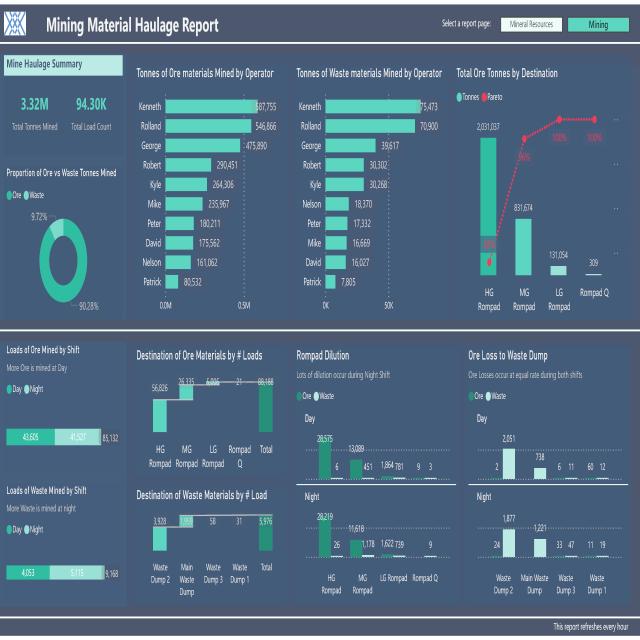 Mining Material Haulage Report
Select a report page:
Mineral Resources
Mining
Mine Haulage Summary
3.32M
94.30K
Total Tonnes Mined
Total Load Count
Proportion of Ore vs Waste Tonnes Mined
Ore Waste
9.72%
90.28%
Tonnes of Ore materials Mined by Operator
Kenneth 587,755
Rolland 546,866
George 475,890
Robert 290,451
Kyle 264,306
Mike 235,967
Peter 180,211
David 175,562
Nelson 161,062
Patrick 80,532
0.0M 0.5M
Tonnes of Waste materials Mined by Operator
Kenneth 75,473
Rolland 70,900
George 39,617
Robert 30,302
Kyle 30,268
Nelson 18,370
Peter 17,332
Mike 16,669
David 16,027
Patrick 7,805
0K 50K
Total Ore Tonnes by Destination
Tonnes Pareto
2,031,037
831,674
131,054
309
96%
100%
100%
HG Rompad
MG Rompad
LG Rompad
Rompad Q
Loads of Ore Mined by Shift
More Ore is mined at Day
Day Night
43,605 41,527 85,132
Loads of Waste Mined by Shift
More Waste is mined at night
Day Night
4,053 5,115 9,168
Destination of Ore Materials by # Loads
56,826 26,335 21 88,188
HG Rompad
MG Rompad
LG Rompad
Rompad Q
Total
Destination of Waste Materials by # Load
3,928 58 31 5,976
Waste Dump 2
Main Waste Dump
Waste Dump 3
Waste Dump 1
Total
Rompad Dilution
Lots of dilution occur during Night Shift
Ore Waste
Day
28,575 6 13,089 451 1,864 781 9 3
Night
28,219 26 11,618 1,178 1,622 739 9
HG Rompad
MG Rompad
LG Rompad
Rompad Q
Ore Loss to Waste Dump
Ore Losses occur at equal rate during both shifts
Ore Waste
Day
2 2,051 738 6 11 60 12
Night
24 1,877 1,221 33 47 11 19
Waste Dump 2
Main Waste Dump
Waste Dump 3
Waste Dump 1
This report refreshes every hour